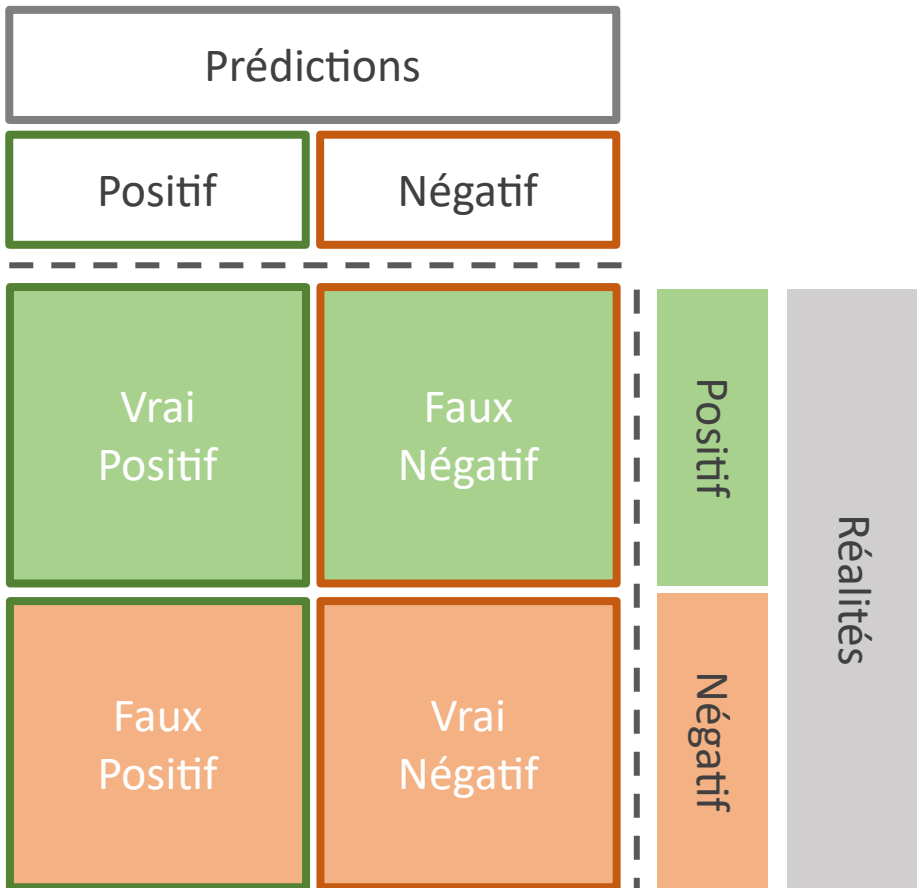 Prédictions
Positif
Négatif
Vrai
Positif
Faux
Négatif
Positif
Réalités
Faux
Positif
Vrai
Négatif
Négatif